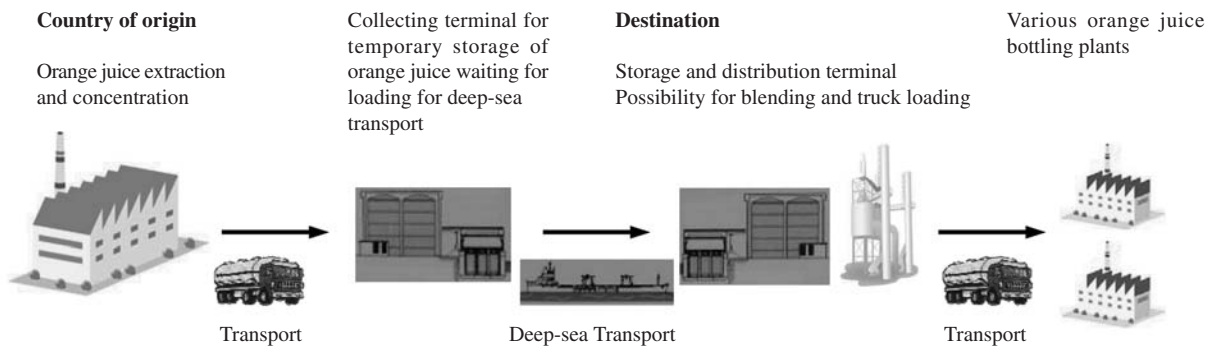 Country of origin
Orange juice extraction
and concentration
Collecting terminal for
temporary storage of
orange juice waiting for
loading for deep-sea
transport
Destination
Storage and distribution terminal
Possibility for blending and truck loading
Various orange juice
bottling plants
Transport
Deep-sea Transport
Transport